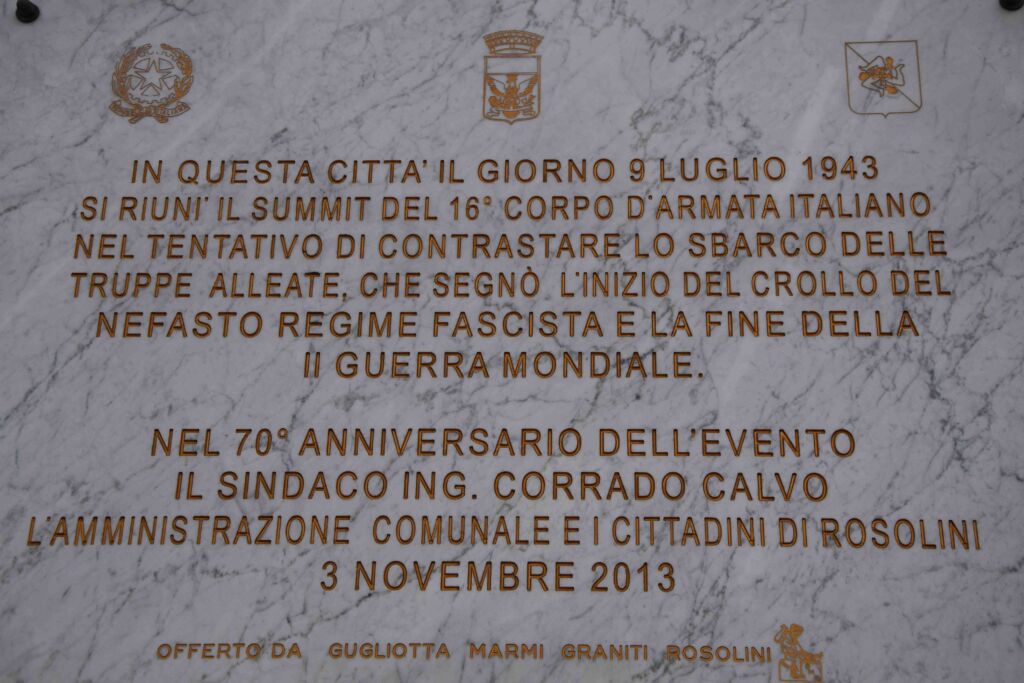 IN QUESTA CITTA' IL GIORNO 9 LUGLIO 1943
SI RIUNI' IL SUMMIT DEL 16° CORPO D'ARMATA ITALIANO
NEL TENTATIVO DI CONTRASTARE LO SBARCO DELLE
TRUPPE ALLEATE, CHE SEGNÒ L'INIZIO DEL CROLLO DEL
NEFASTO REGIME FASCISTA E LA FINE DELLA
II GUERRA MONDIALE.
NEL 70° ANNIVERSARIO DELL'EVENTO
IL SINDACO ING. CORRADO CALVO
L'AMMINISTRAZIONE COMUNALE E I CITTADINI DI ROSOLINI
3 NOVEMBRE 2013
OFFERTO DA GUGLIOTTA MARMI GRANITI ROSOLINI